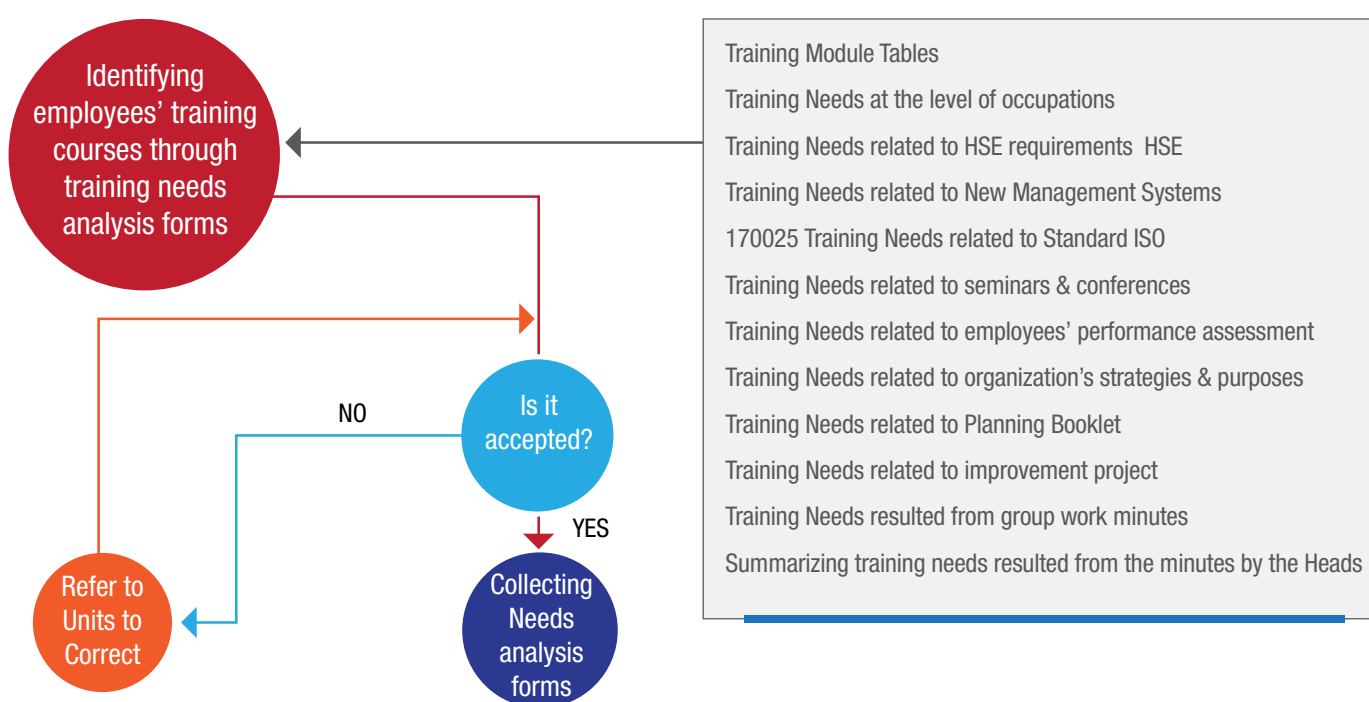 Identifying
employees’ training
courses through
training needs
analysis forms
Training Module Tables
Training Needs at the level of occupations
Training Needs related to HSE requirements  HSE
Training Needs related to New Management Systems
170025 Training Needs related to Standard ISO
Training Needs related to seminars & conferences
Training Needs related to employees’ performance assessment
Training Needs related to organization’s strategies & purposes
Training Needs related to Planning Booklet
Training Needs related to improvement project
Training Needs resulted from group work minutes
Summarizing training needs resulted from the minutes by the Heads
Is it
accepted?
NO
YES
Refer to
Units to
Correct
Collecting
Needs
analysis
forms